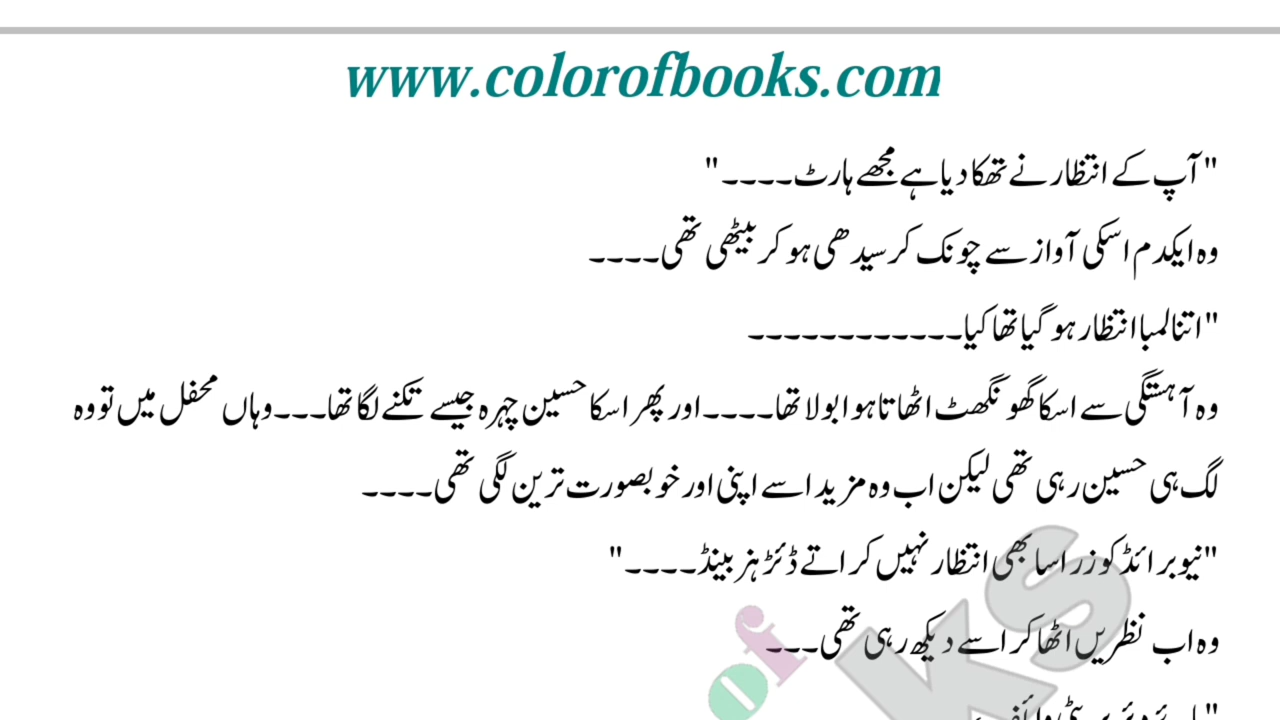 www.colorofbooks.com
"آپ کے انتظار نے تھکا دیا ہے مجھے ہارٹ۔۔۔۔"
وہ ایکدم اسکی آواز سے چونک کر سیدھی ہو کر بیٹھی تھی۔۔۔۔
"اتنا لمبا انتظار ہو گیا تھا کیا۔۔۔۔۔۔۔۔۔۔۔۔
وہ آہستگی سے اسکا گھونگھٹ اٹھاتا ہوا بولا تھا۔۔۔۔اور پھر اسکا حسین چہرہ جیسے تکنے لگا تھا۔۔۔وہاں محفل میں تو وہ
لگ ہی حسین رہی تھی لیکن اب وہ مزید اسے اپنی اور خوبصورت ترین لگی تھی۔۔۔۔
"نیو برائڈ کو زرا سا بھی انتظار نہیں کراتے ڈئڑ ہزبینڈ۔۔۔۔"
وہ اب نظریں اٹھا کر اسے دیکھ رہی تھی۔۔۔
of
KS